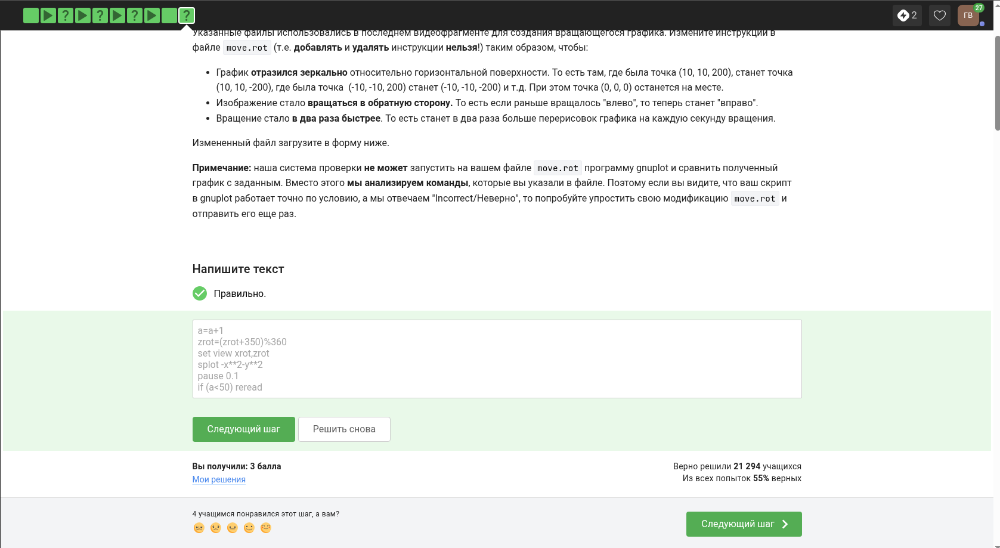 ? ? ? ?
2
ГВ
27
Указанные файлы использовались в последнем видеофрагменте для создания вращающегося графика. Измените инструкции в
файле move.rot (т.е. добавлять и удалять инструкции нельзя!) таким образом, чтобы:
• График отразился зеркально относительно горизонтальной поверхности. То есть там, где была точка (10, 10, 200), станет точка
(10, 10, -200), где была точка (-10, -10, 200) станет (-10, -10, -200) и т.д. При этом точка (0, 0, 0) останется на месте.
• Изображение стало вращаться в обратную сторону. То есть если раньше вращалось "влево", то теперь станет "вправо".
• Вращение стало в два раза быстрее. То есть станет в два раза больше перерисовок графика на каждую секунду вращения.
Измененный файл загрузите в форму ниже.
Примечание: наша система проверки не может запустить на вашем файле move.rot программу gnuplot и сравнить полученный
график с заданным. Вместо этого мы анализируем команды, которые вы указали в файле. Поэтому если вы видите, что ваш скрипт
в gnuplot работает точно по условию, а мы отвечаем "Incorrect/Неверно", то попробуйте упростить свою модификацию move.rot и
отправить его еще раз.
Напишите текст
Правильно.
a=a+1
zrot=(zrot+350)%360
set view xrot,zrot
splot -x**2-y**2
pause 0.1
if (a<50) reread
Следующий шаг
Решить снова
Вы получили: 3 балла
Мои решения
Верно решили 21 294 учащихся
Из всех попыток 55% верных
4 учащимся понравился этот шаг, а вам?
Следующий шаг